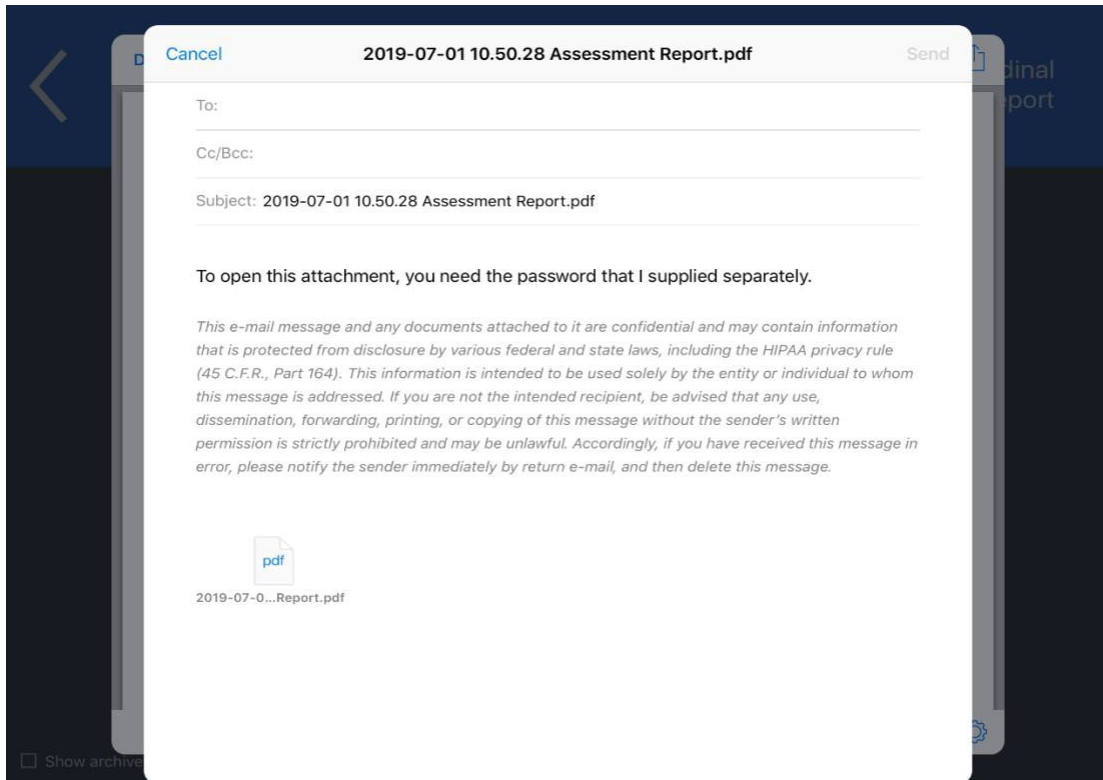 Cancel 2019-07-01 10.50.28 Assessment Report.pdf Send
D
dinal
port
To:
Cc/Bcc:
Subject: 2019-07-01 10.50.28 Assessment Report.pdf
To open this attachment, you need the password that I supplied separately.
This e-mail message and any documents attached to it are confidential and may contain information
that is protected from disclosure by various federal and state laws, including the HIPAA privacy rule
(45 C.F.R., Part 164). This information is intended to be used solely by the entity or individual to whom
this message is addressed. If you are not the intended recipient, be advised that any use,
dissemination, forwarding, printing, or copying of this message without the sender's written
permission is strictly prohibited and may be unlawful. Accordingly, if you have received this message in
error, please notify the sender immediately by return e-mail, and then delete this message.
pdf
2019-07-0...Report.pdf
Show archive